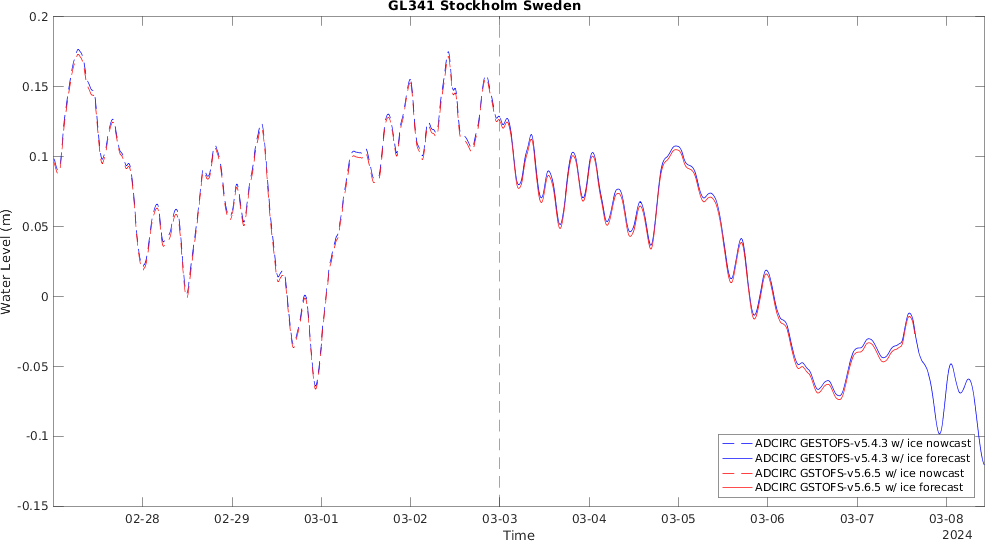 GL341 Stockholm Sweden
0.2
0.15
0.1
0.05
0
-0.05
-0.1
-0.15
Water Level (m)
ADCIRC GESTOFS-v5.4.3 w/ ice nowcast
ADCIRC GESTOFS-v5.4.3 w/ ice forecast
ADCIRC GSTOFS-v5.6.5 w/ ice nowcast
ADCIRC GSTOFS-v5.6.5 w/ ice forecast
02-28 02-29 03-01 03-02 03-03 03-04 03-05 03-06 03-07 03-08
Time
2024